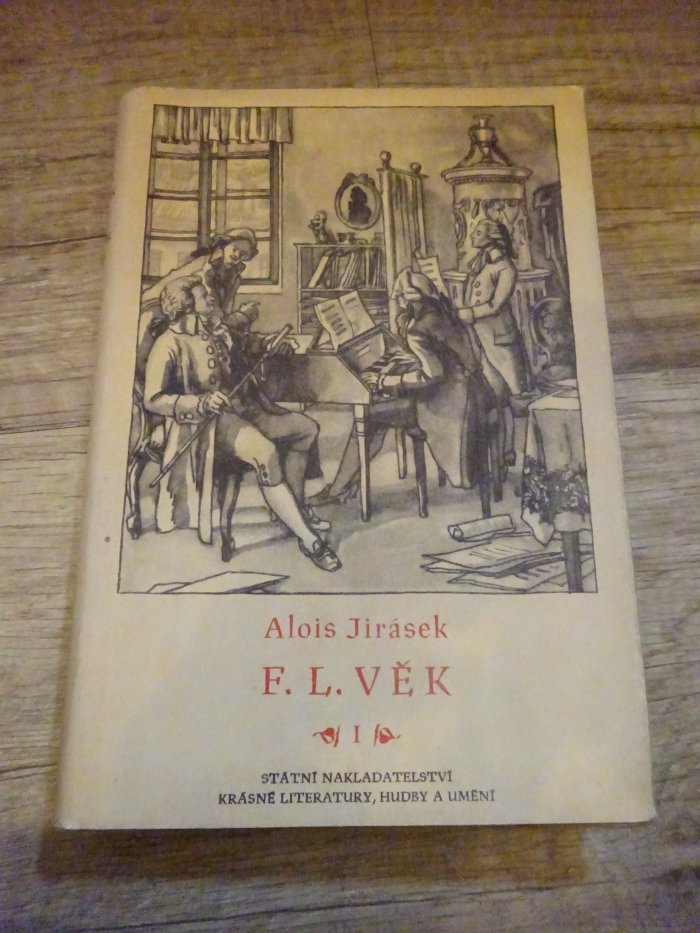 Alois Jirásek
F. L. VĚK
I
STÁTNÍ NAKLADATELSTVÍ
KRÁSNÉ LITERATURY, HUDBY A UMĚNÍ